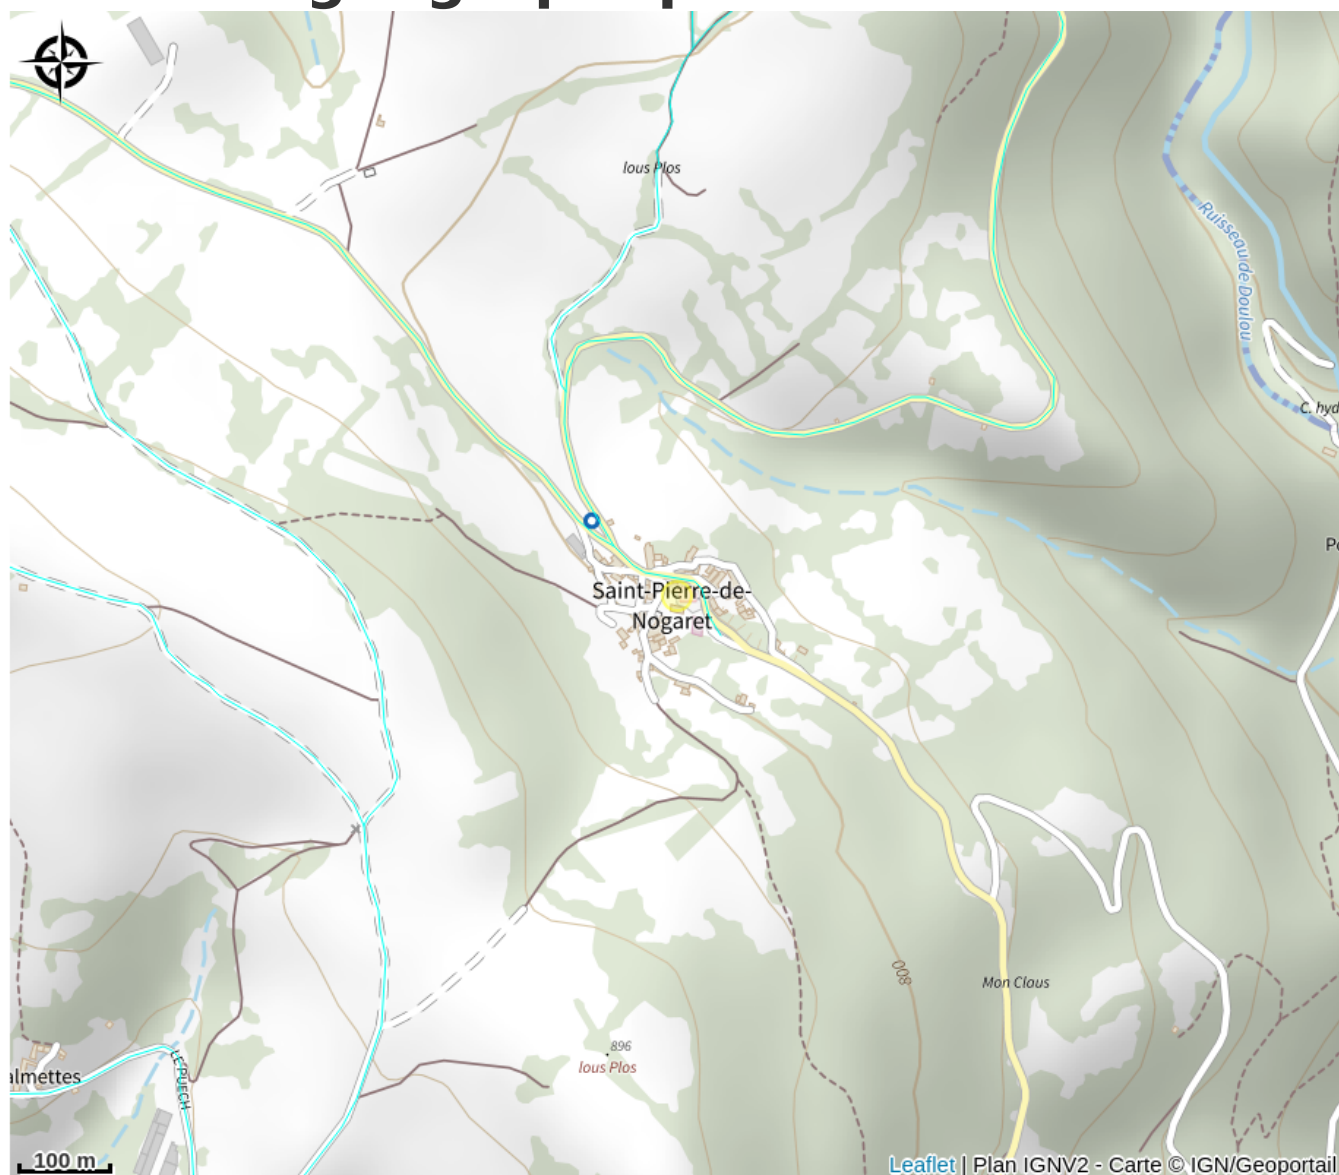 lous Plos
Ruisseau de Doulou
C. hyd
Saint-Pierre-de-
Nogaret
800
Mon Claus
896
lous Plos
almettes
LE PUECH
100 m
Leaflet | Plan IGNV2 - Carte © IGN/Geoportail